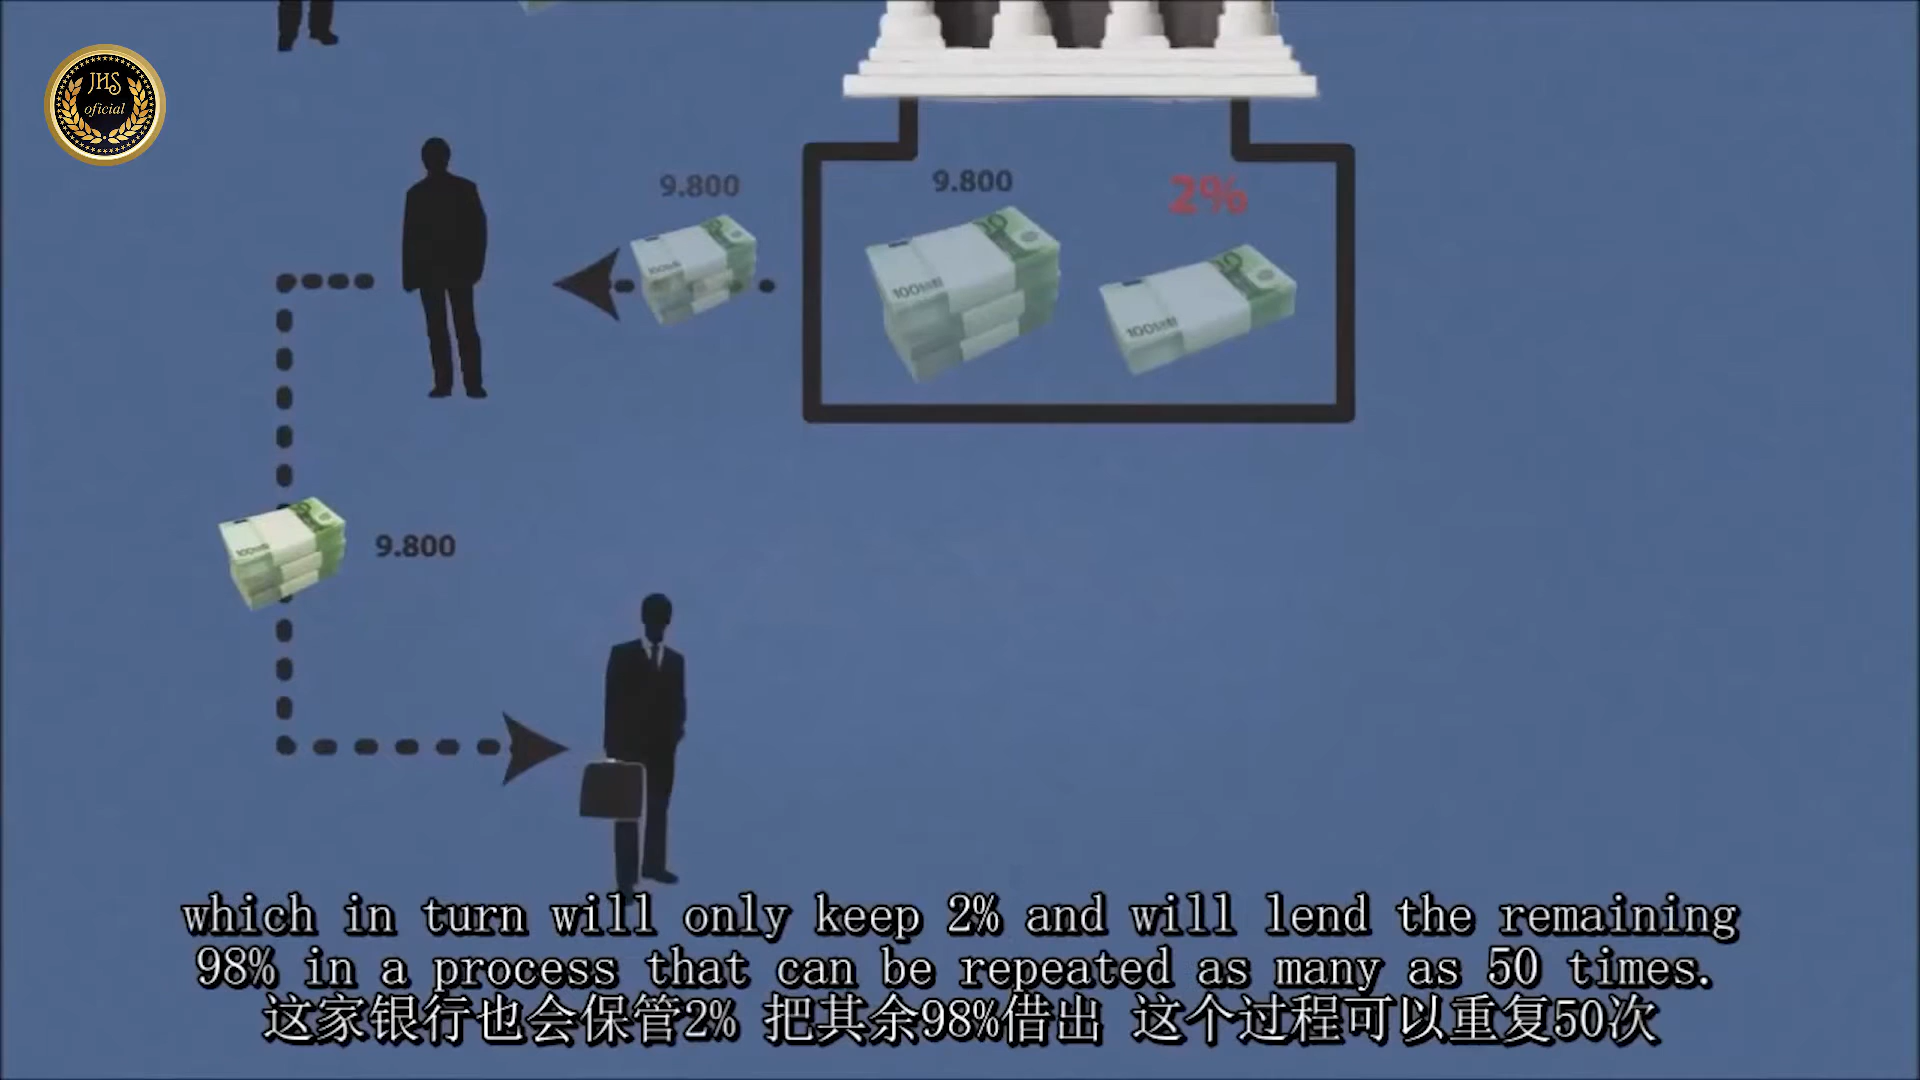 JHS
oficial
9.800
9.800
2%
9.800
which in turn will only keep 2% and will lend the remaining
98% in a process that can be repeated as many as 50 times.
这家银行也会保管2% 把其余98%借出 这个过程可以重复50次